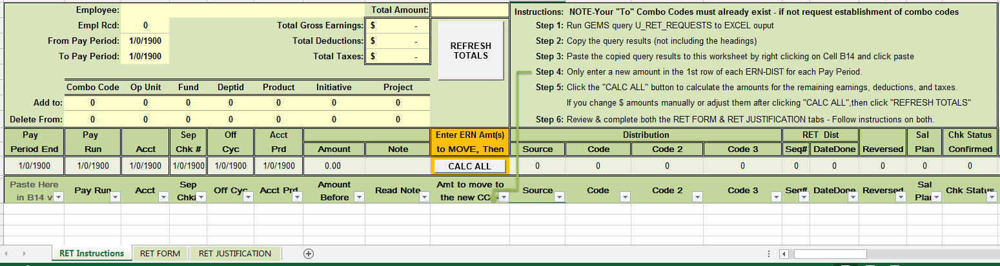 Employee: Total Amount:
Empl Rcd: 0 Total Gross Earnings: $ -
From Pay Period: 1/0/1900 Total Deductions: $ -
To Pay Period: 1/0/1900 Total Taxes: $ -
REFRESH
TOTALS
Instructions: NOTE-Your "To" Combo Codes must already exist - if not request establishment of combo codes
Step 1: Run GEMS query U_RET_REQUESTS to EXCEL ouput
Step 2: Copy the query results (not including the headings)
Step 3: Paste the copied query results to this worksheet by right clicking on Cell B14 and click paste
Step 4: Only enter a new amount in the 1st row of each ERN-DIST for each Pay Period.
Step 5: Click the "CALC ALL" button to calculate the amounts for the remaining earnings, deductions, and taxes.
If you change $ amounts manually or adjust them after clicking "CALC ALL",then click "REFRESH TOTALS"
Step 6: Review & complete both the RET FORM & RET JUSTIFICATION tabs - Follow instructions on both.
Combo Code Op Unit Fund Deptid Product Initiative Project
Add to: 0 0 0 0 0 0 0
Delete From: 0 0 0 0 0 0 0
Pay Pay Sep Off Acct Enter ERN Amt(s) Distribution RET Dist Sal Chk Status
Period End Run Acct Chk # Cyc Prd Amount Note to MOVE, Then Source Code Code 2 Code 3 Seq# DateDone Reversed Plan Confirmed
1/0/1900 1/0/1900 1/0/1900 1/0/1900 1/0/1900 1/0/1900 0.00 CALC ALL 0 0 0 0 0 0 0 0 0
Paste Here Sep Amount Amt to move to Sal
Pay Run Acct Off Cyc Acct Prd Read Note Source Code Code 2 Code 3 Seq# DateDone Reversed Chk Status
in B14 v Chk# Before the new CC Plan
RET Instructions RET FORM RET JUSTIFICATION